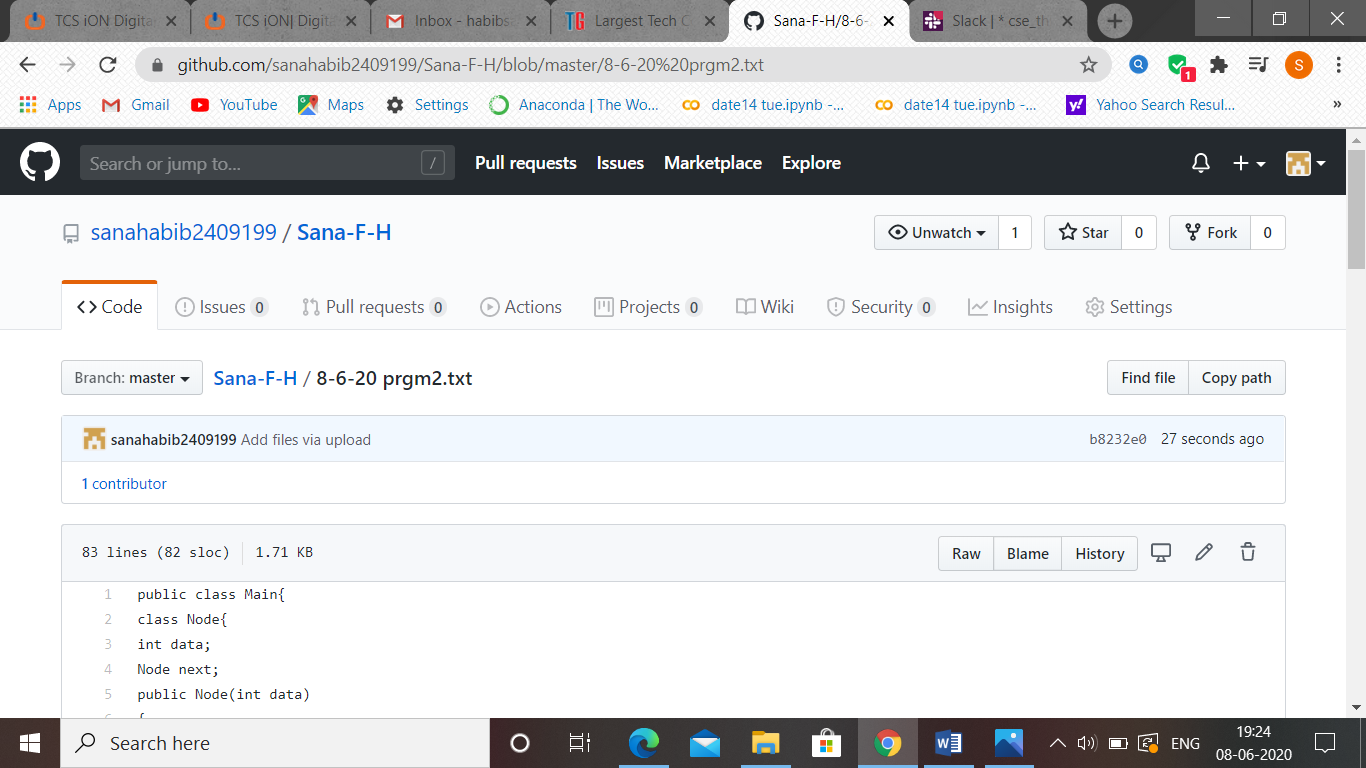 TCS iON Digita
TCS iON| Digita
Inbox - habibs
Largest Tech C
Sana-F-H/8-6-
Slack | * cse_th
github.com/sanahabib2409199/Sana-F-H/blob/master/8-6-20%20prgm2.txt
1
S
Apps
Gmail
YouTube
Maps
Settings
Anaconda | The Wo...
date14 tue.ipynb -...
date14 tue.ipynb -...
Yahoo Search Resul...
»
Search or jump to...
/
Pull requests
Issues
Marketplace
Explore
sanahabib2409199 / Sana-F-H
Unwatch 1
Star 0
Fork 0
Code
Issues 0
Pull requests 0
Actions
Projects 0
Wiki
Security 0
Insights
Settings
Branch: master
Sana-F-H / 8-6-20 prgm2.txt
Find file
Copy path
sanahabib2409199 Add files via upload
b8232e0 27 seconds ago
1 contributor
83 lines (82 sloc) 1.71 KB
Raw
Blame
History
1 public class Main{
2 class Node{
3 int data;
4 Node next;
5 public Node(int data)
6 {
Search here
ENG
19:24
08-06-2020